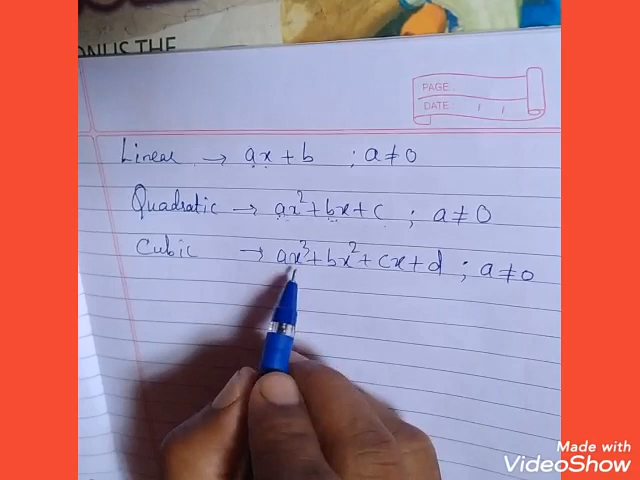 ONUS THE
PAGE:
DATE: / /
Linear → ax + b ; a ≠ 0
Quadratic → ax² + bx + c ; a ≠ 0
Cubic → ax³ + bx² + cx + d ; a ≠ 0
Made with
VideoShow